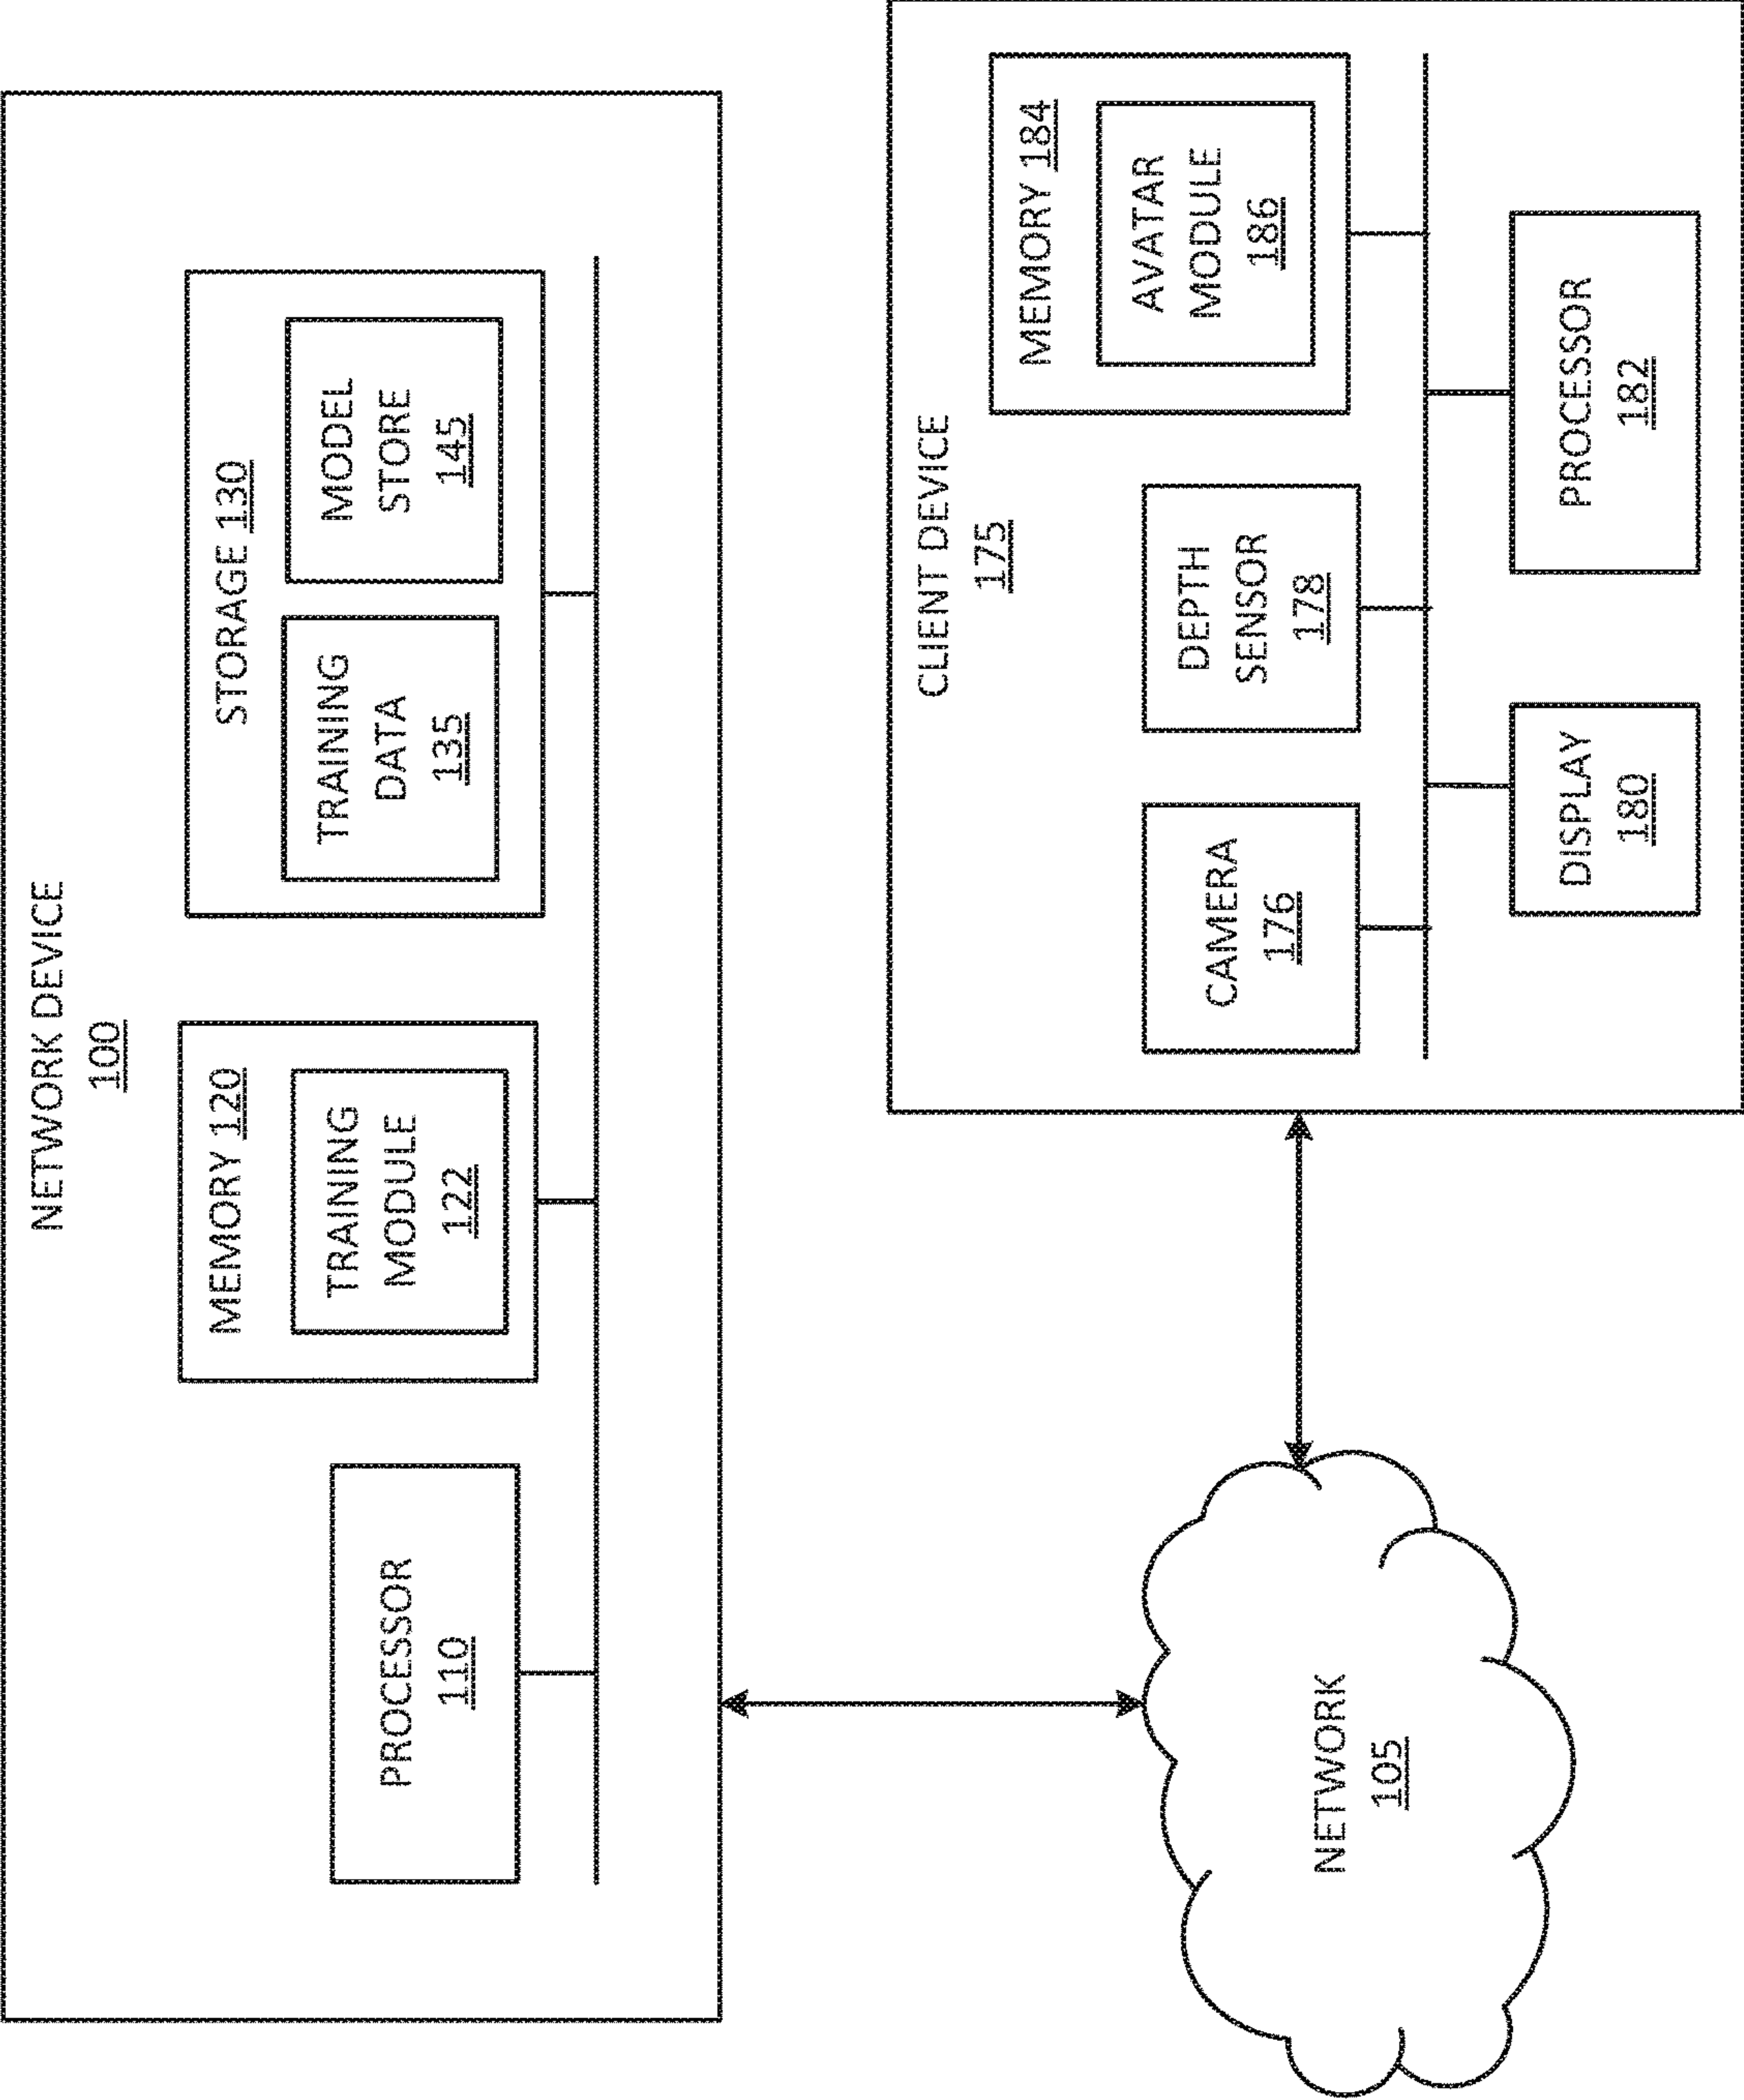 NETWORK DEVICE
100
PROCESSOR
110
MEMORY 120
TRAINING
MODULE
122
STORAGE 130
TRAINING
DATA
135
MODEL
STORE
145
NETWORK
105
CLIENT DEVICE
175
CAMERA
176
DEPTH
SENSOR
178
MEMORY 184
AVATAR
MODULE
186
DISPLAY
180
PROCESSOR
182